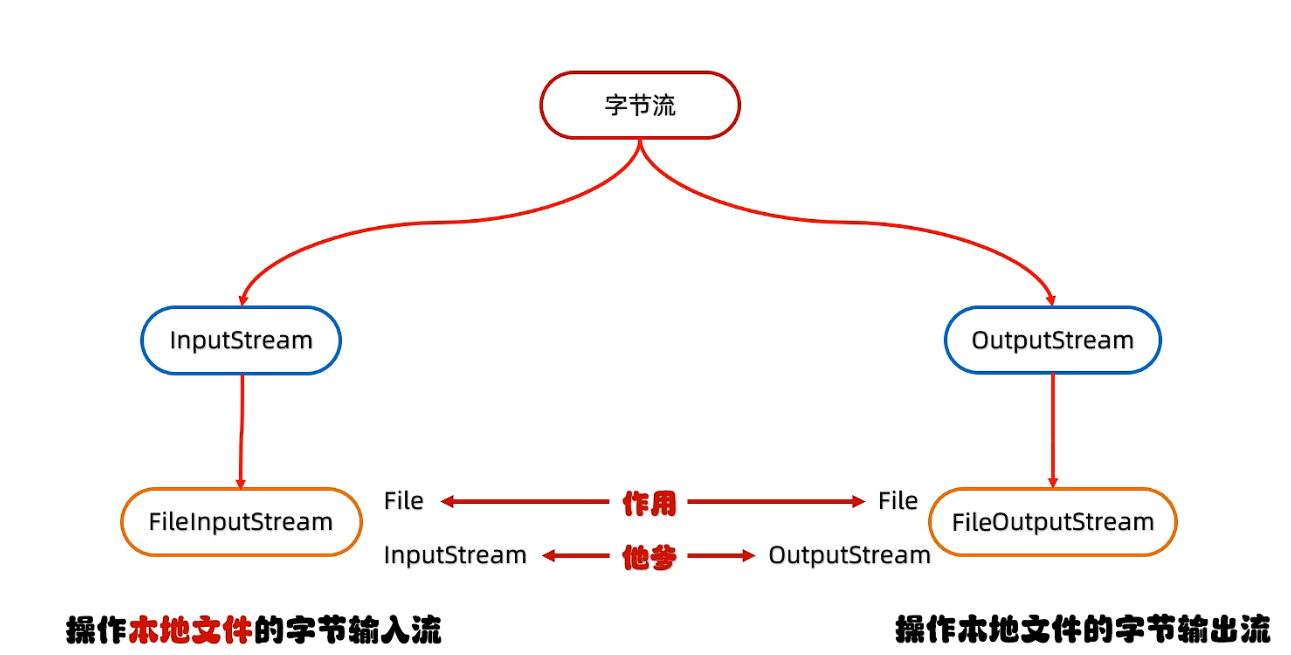 字节流
InputStream
OutputStream
FileInputStream
File 作用 File
FileOutputStream
InputStream 他爹 OutputStream
操作本地文件的字节输入流
操作本地文件的字节输出流